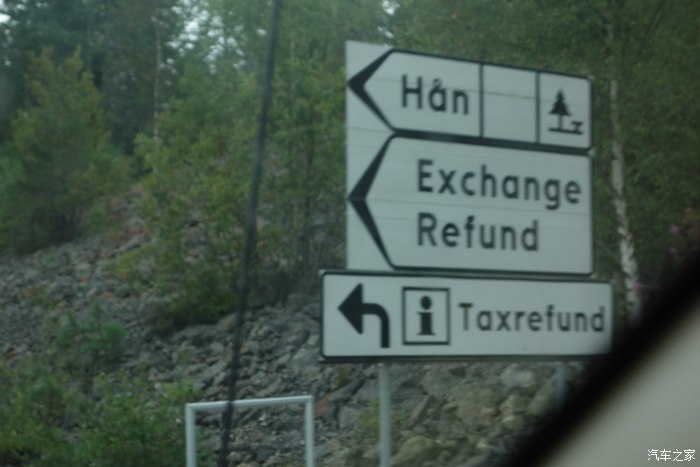 Hån
Exchange
Refund
i Taxrefund
汽车之家